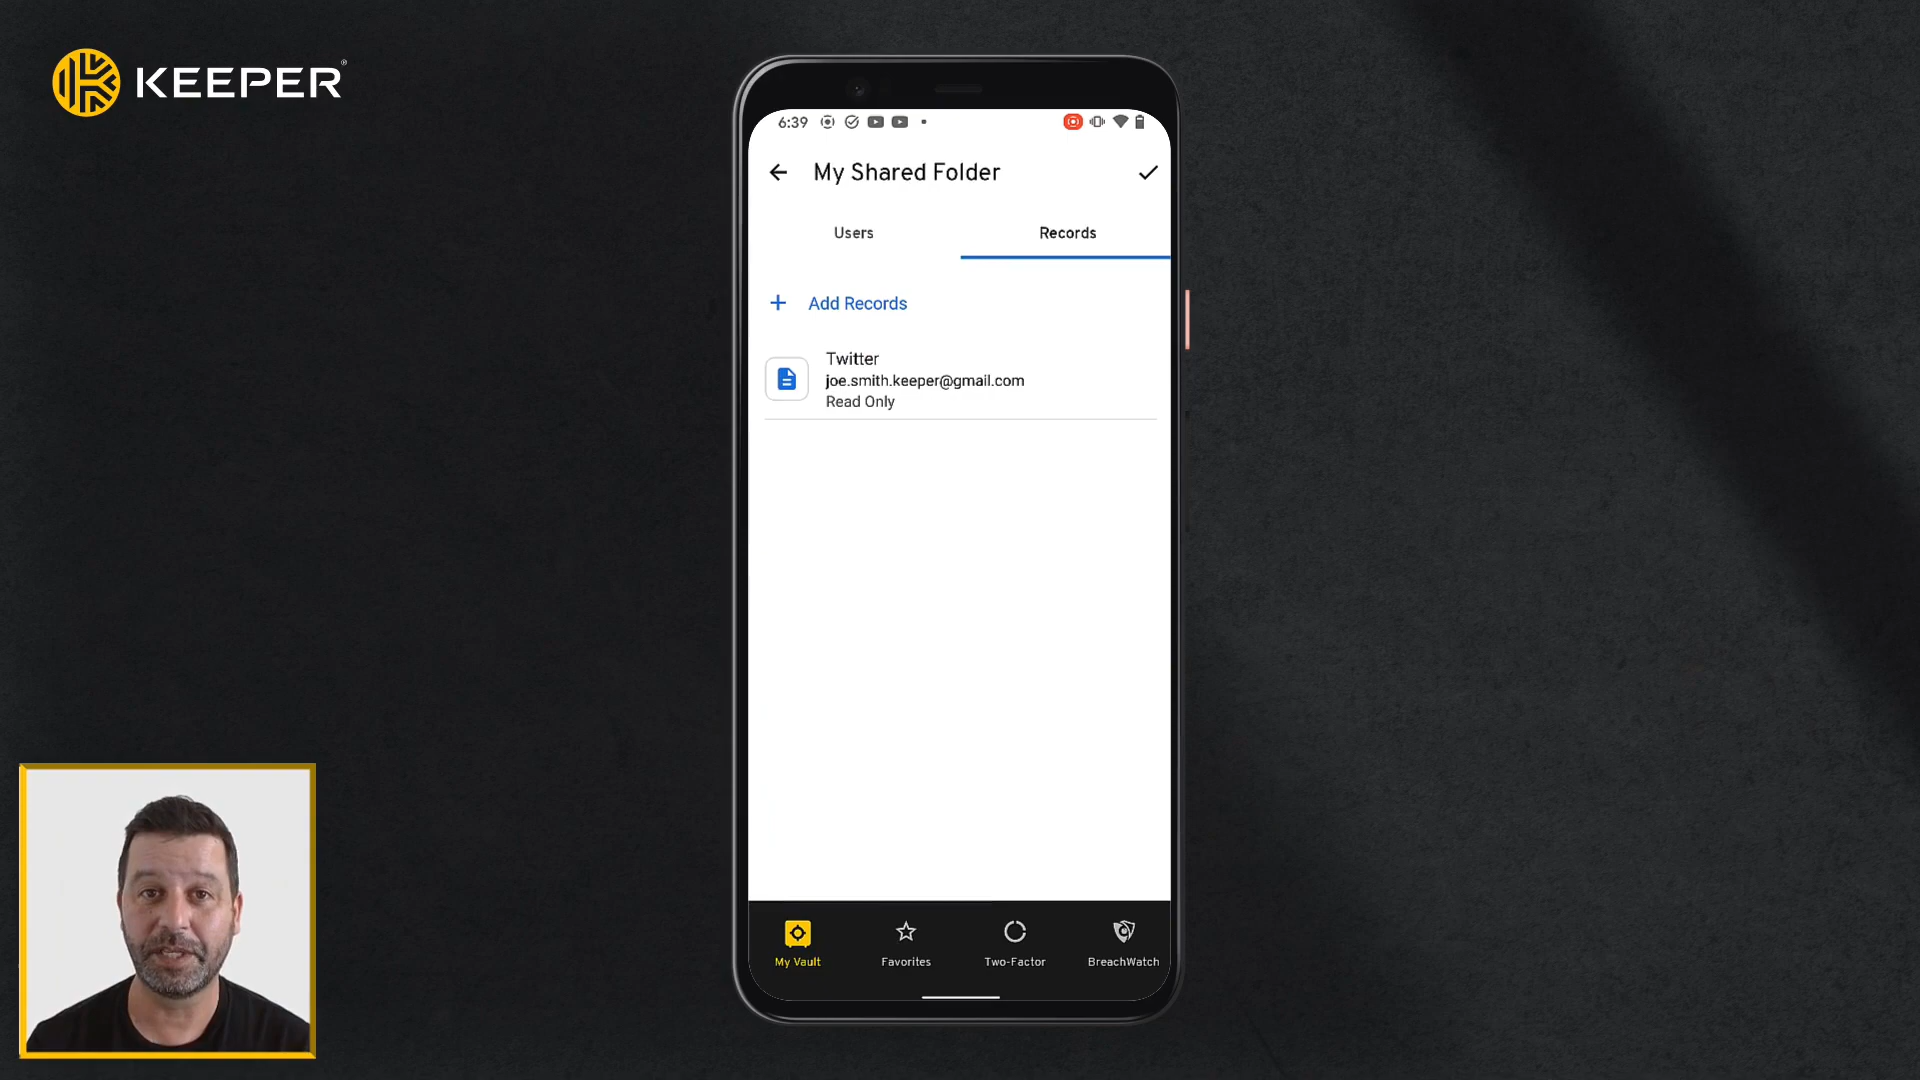 KEEPER®
6:39
My Shared Folder
Users
Records
+ Add Records
Twitter
joe.smith.keeper@gmail.com
Read Only
My Vault
Favorites
Two-Factor
BreachWatch